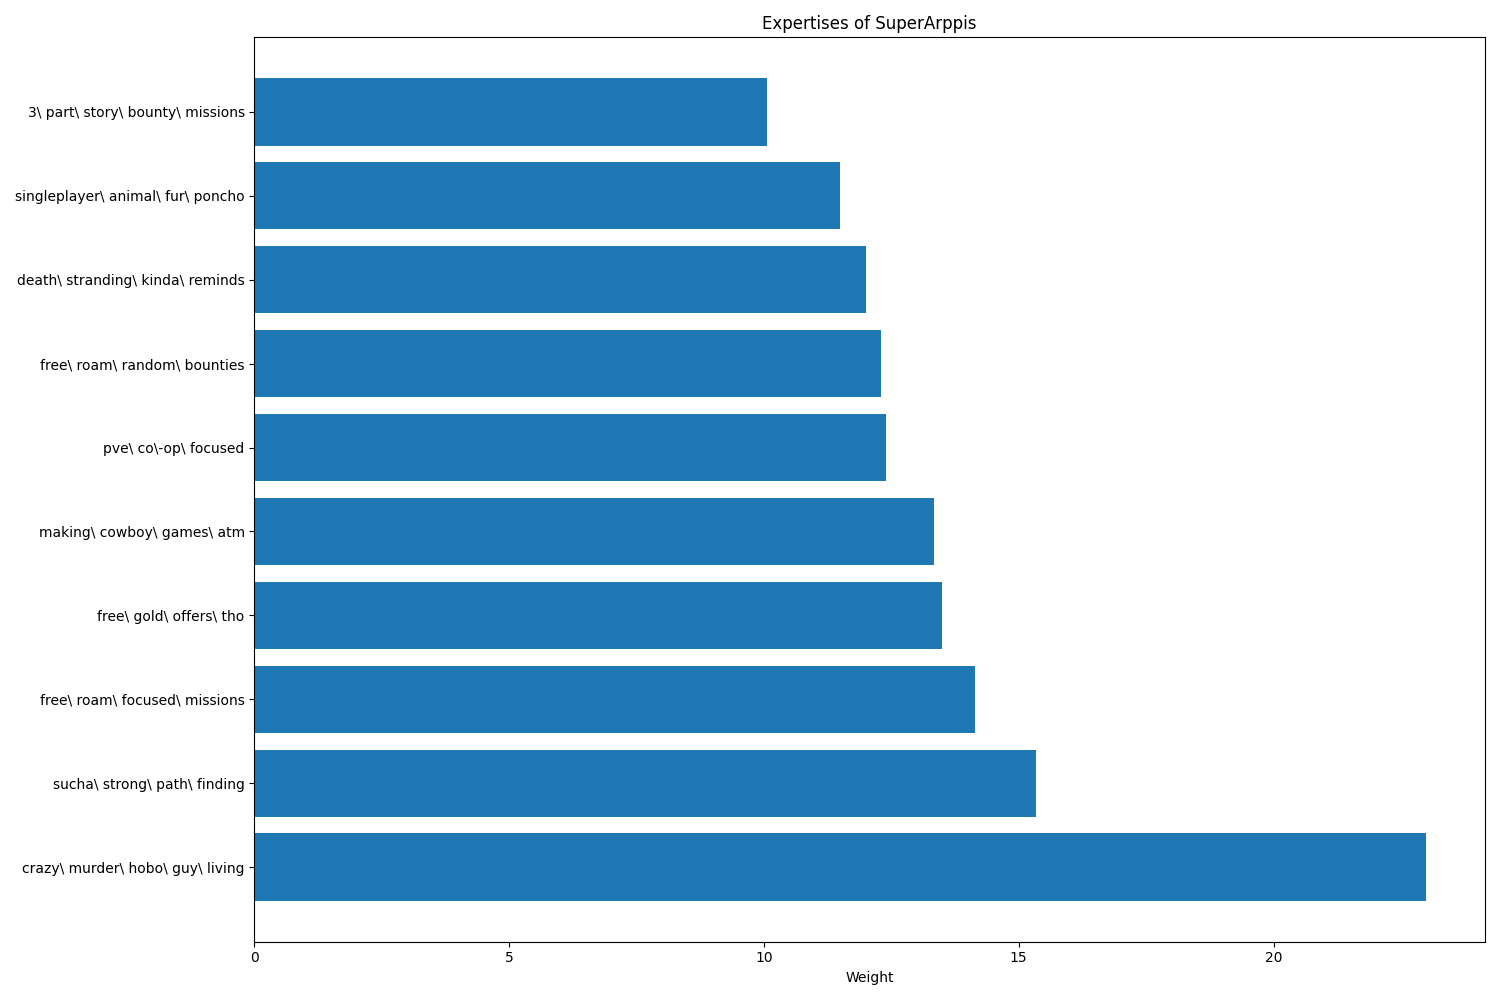 Expertises of SuperArppis
3\ part\ story\ bounty\ missions
singleplayer\ animal\ fur\ poncho
death\ stranding\ kinda\ reminds
free\ roam\ random\ bounties
pve\ co\-op\ focused
making\ cowboy\ games\ atm
free\ gold\ offers\ tho
free\ roam\ focused\ missions
sucha\ strong\ path\ finding
crazy\ murder\ hobo\ guy\ living
0 5 10 15 20
Weight